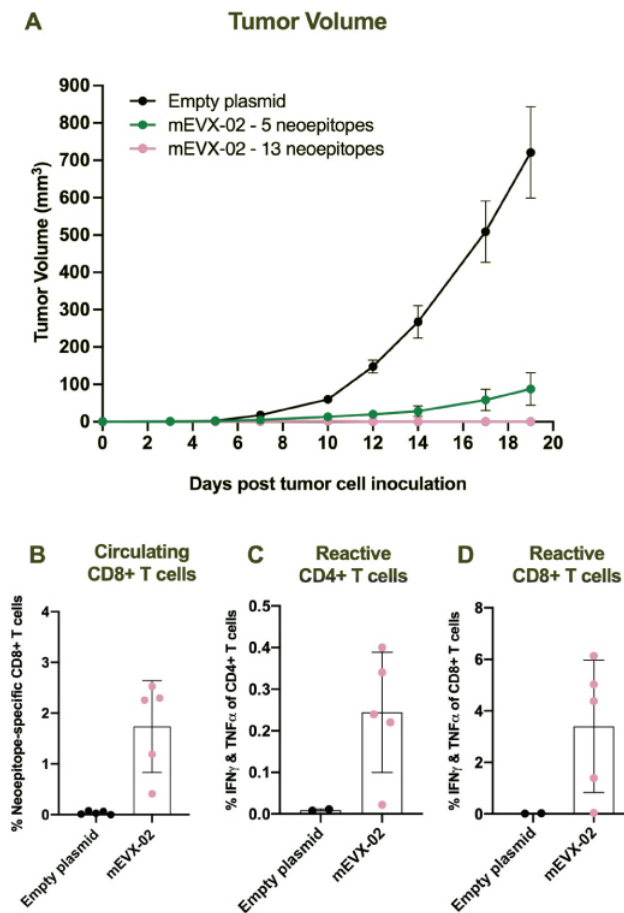 A Tumor Volume
900
800
700
600
500
400
300
200
100
0
Tumor Volume (mm³)
Empty plasmid
mEVX-02 - 5 neoepitopes
mEVX-02 - 13 neoepitopes
0 2 4 6 8 10 12 14 16 18 20
Days post tumor cell inoculation
B Circulating
CD8+ T cells
% Neoepitope-specific CD8+ T cells
4
3
2
1
0
Empty plasmid
mEVX-02
C Reactive
CD4+ T cells
% IFNγ & TNFα of CD4+ T cells
0.5
0.4
0.3
0.2
0.1
0.0
Empty plasmid
mEVX-02
D Reactive
CD8+ T cells
% IFNγ & TNFα of CD8+ T cells
8
6
4
2
0
Empty plasmid
mEVX-02